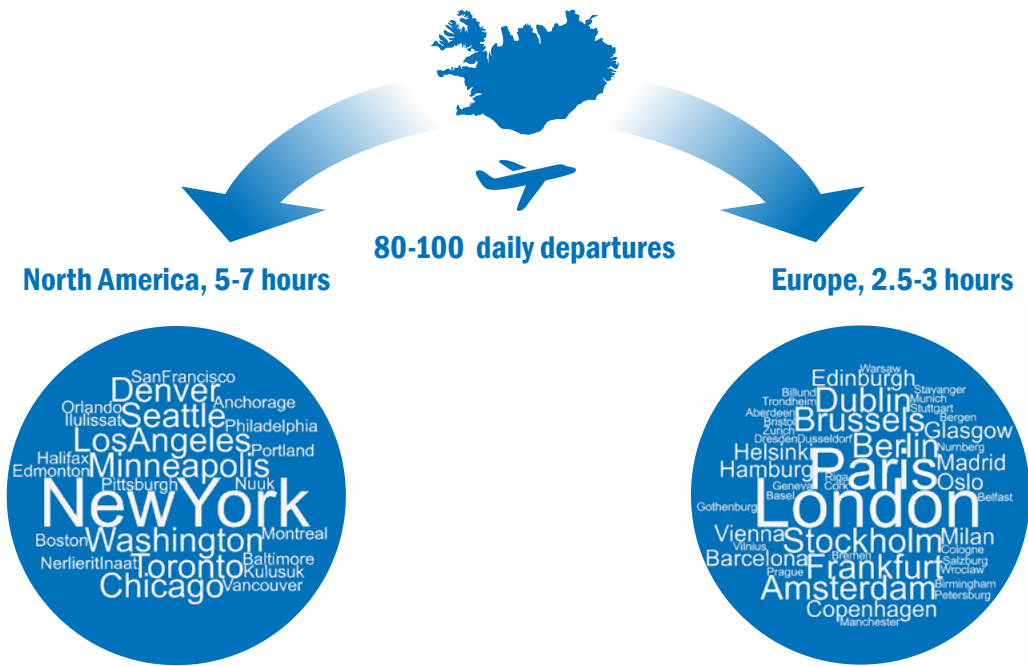 80-100 daily departures
North America, 5-7 hours
Europe, 2.5-3 hours
SanFrancisco
Denver
Orlando
Anchorage
Ilulissat
Seattle
Philadelphia
LosAngeles
Portland
Halifax
Edmonton
Minneapolis
Pittsburgh
Nuuk
NewYork
Boston
Washington
Montreal
NerlieritInaat
Toronto
Baltimore
Kulusuk
Chicago
Vancouver
Warsaw
Edinburgh
Billund
Trondheim
Dublin
Stavanger
Munich
Stuttgart
Aberdeen
Bristol
Brussels
Bergen
Zurich
Glasgow
Dresden
Dusseldorf
Berlin
Nurnberg
Helsinki
Paris
Madrid
Hamburg
Riga
Oslo
Geneva
Cork
Basel
London
Belfast
Gothenburg
Vienna
Stockholm
Milan
Vilnius
Cologne
Barcelona
Bremen
Salzburg
Prague
Frankfurt
Wroclaw
Amsterdam
Birmingham
Petersburg
Copenhagen
Manchester